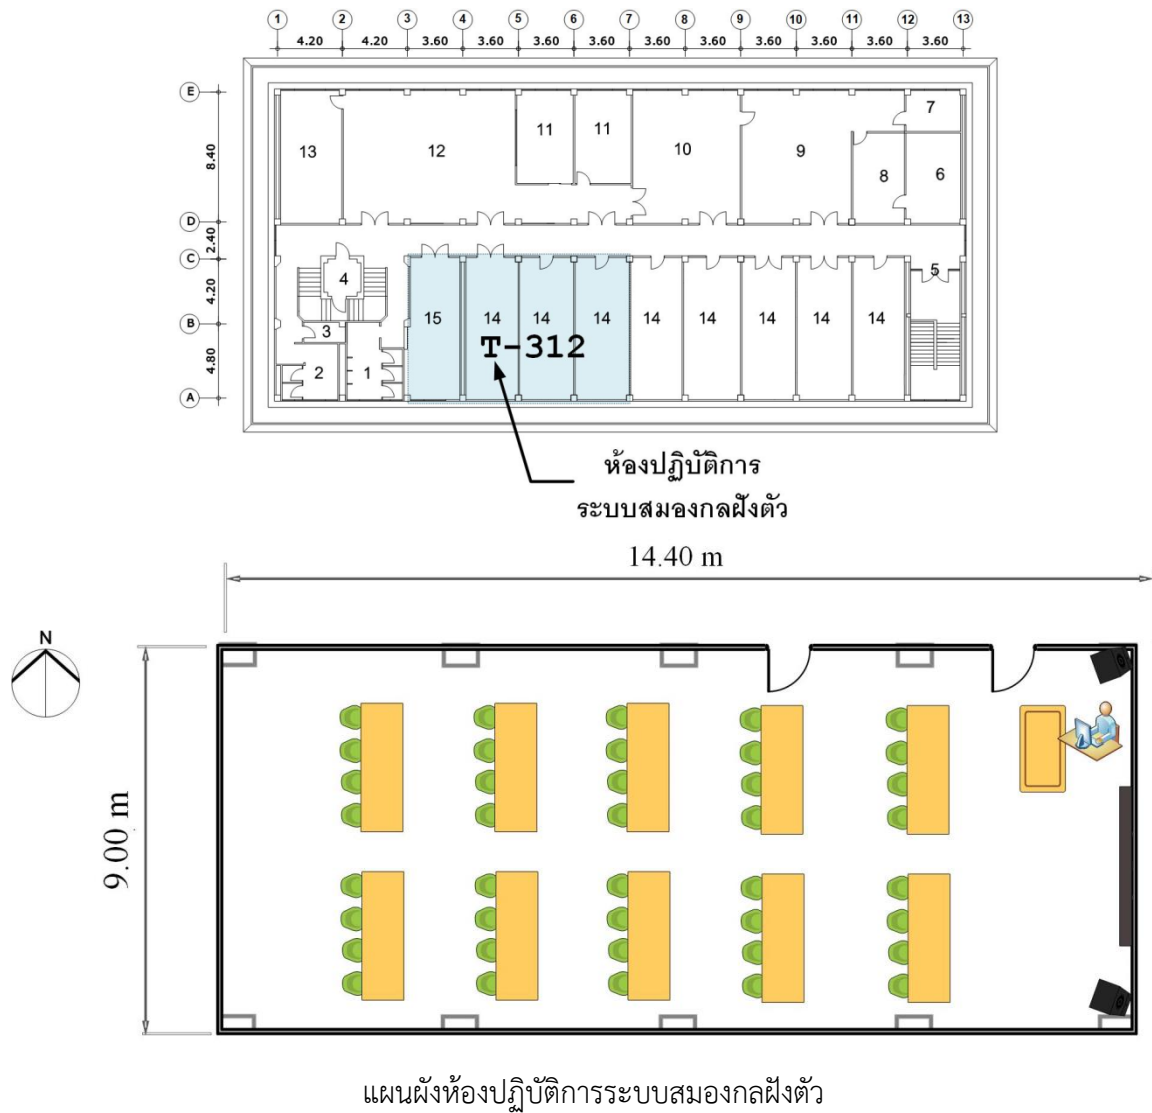 1 2 3 4 5 6 7 8 9 10 11 12 13
4.20 4.20 3.60 3.60 3.60 3.60 3.60 3.60 3.60 3.60 3.60
E
8.40
D
2.40
C
4.20
B
4.80
A
13 12 11 11 10 9 8 7 6
4 5
3
2 1
15 14 14 14 14 14 14 14 14
T-312
ห้องปฏิบัติการ
ระบบสมองกลฝังตัว
14.40 m
N
9.00 m
แผนผังห้องปฏิบัติการระบบสมองกลฝังตัว